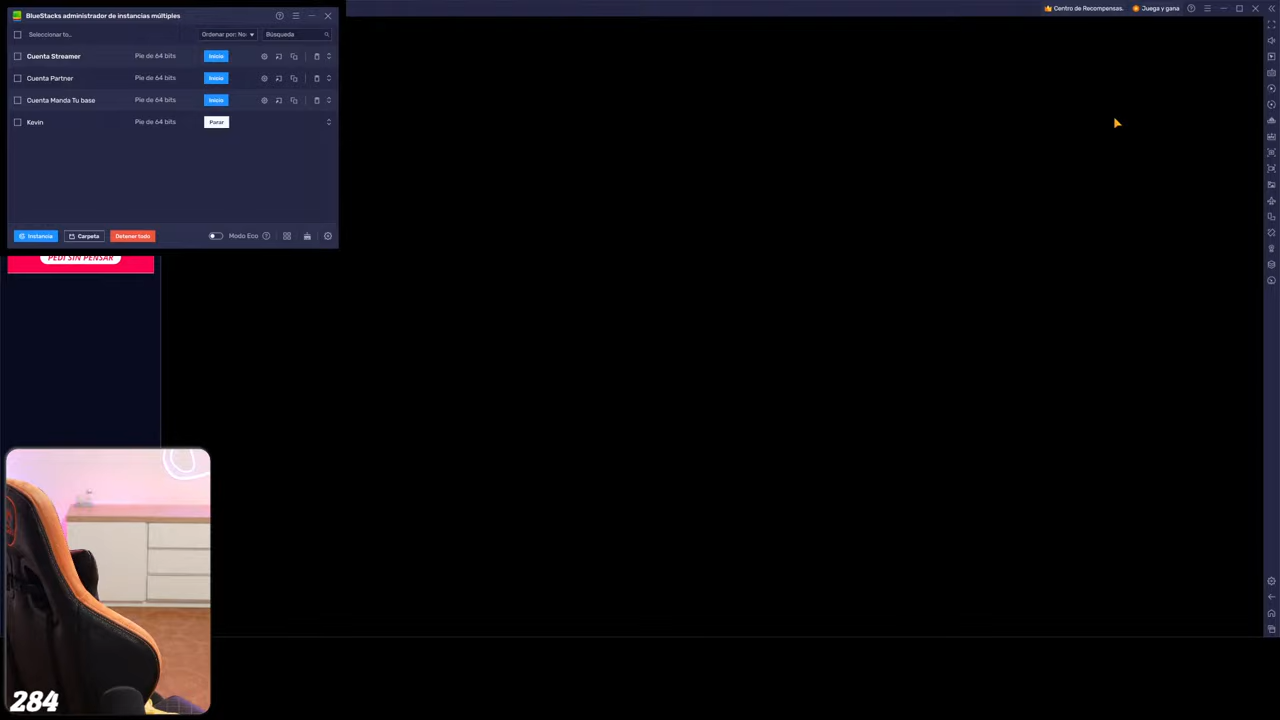 BlueStacks administrador de instancias múltiples
Seleccionar to..
Ordenar por: No:
Búsqueda
Cuenta Streamer
Pie de 64 bits
Inicio
Cuenta Partner
Pie de 64 bits
Inicio
Cuenta Manda Tu base
Pie de 64 bits
Inicio
Kevin
Pie de 64 bits
Parar
Instancia
Carpeta
Detener todo
Modo Eco
Centro de Recompensas.
Juega y gana
PEDI SIN PENSAR
284